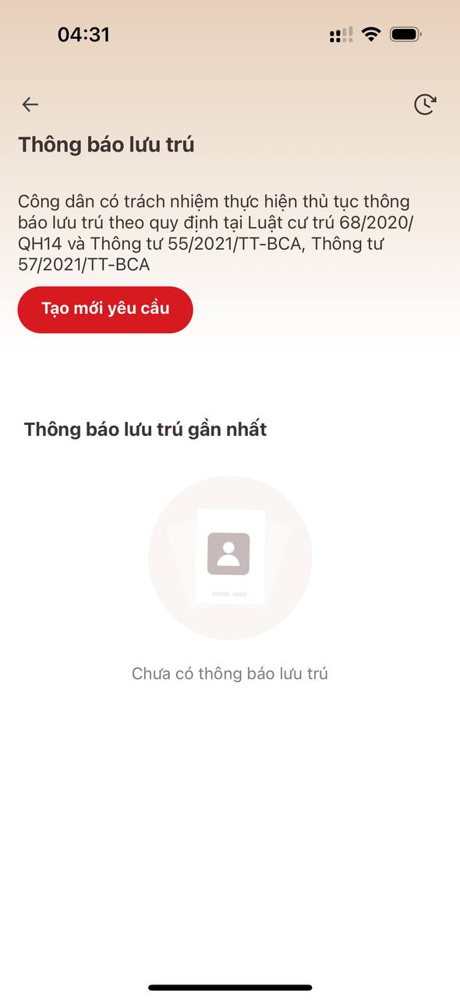 04:31
Thông báo lưu trú
Công dân có trách nhiệm thực hiện thủ tục thông
báo lưu trú theo quy định tại Luật cư trú 68/2020/
QH14 và Thông tư 55/2021/TT-BCA, Thông tư
57/2021/TT-BCA
Tạo mới yêu cầu
Thông báo lưu trú gần nhất
Chưa có thông báo lưu trú